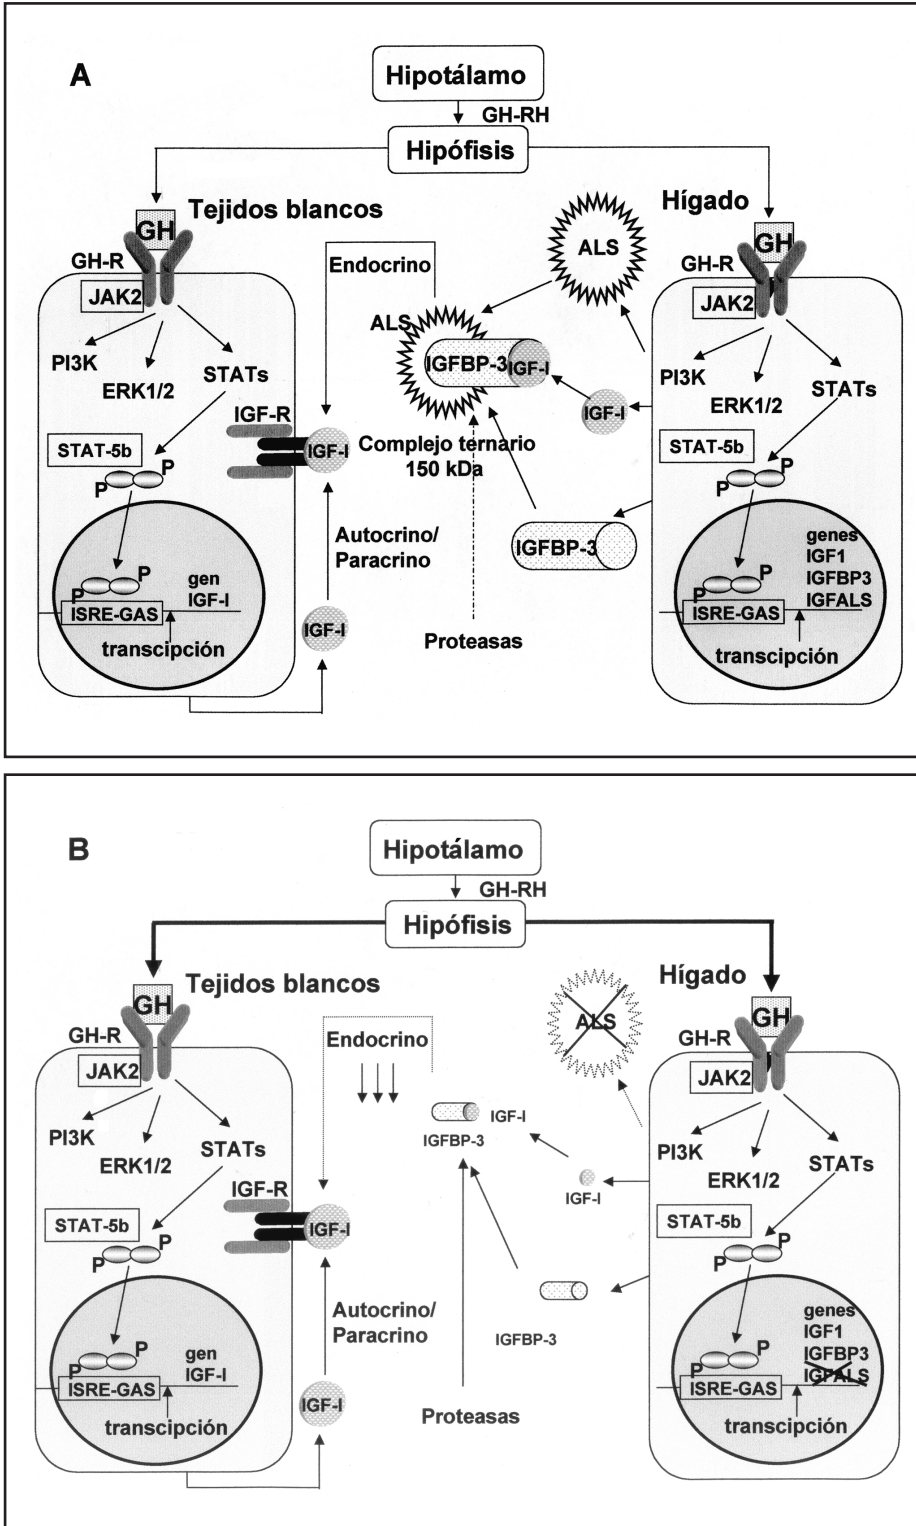 A
Hipotálamo
GH-RH
Hipófisis
Tejidos blancos
Hígado
GH
GH-R
JAK2
PI3K
ERK1/2
STATs
STAT-5b
P
P
P
P
ISRE-GAS
gen
IGF-I
transcipción
IGF-R
IGF-I
Autocrino/
Paracrino
IGF-I
Endocrino
ALS
ALS
IGFBP-3
IGF-I
Complejo ternario
150 kDa
IGF-I
IGFBP-3
Proteasas
GH
GH-R
JAK2
PI3K
ERK1/2
STATs
STAT-5b
P
P
P
P
ISRE-GAS
genes
IGF1
IGFBP3
IGFALS
transcipción
B
Hipotálamo
GH-RH
Hipófisis
Tejidos blancos
Hígado
GH
GH-R
JAK2
PI3K
ERK1/2
STATs
STAT-5b
P
P
P
P
ISRE-GAS
gen
IGF-I
transcipción
IGF-R
IGF-I
Autocrino/
Paracrino
IGF-I
Endocrino
ALS
IGF-I
IGFBP-3
IGF-I
IGFBP-3
Proteasas
GH
GH-R
JAK2
PI3K
ERK1/2
STATs
STAT-5b
P
P
P
P
ISRE-GAS
genes
IGF1
IGFBP3
IGFALS
transcipción